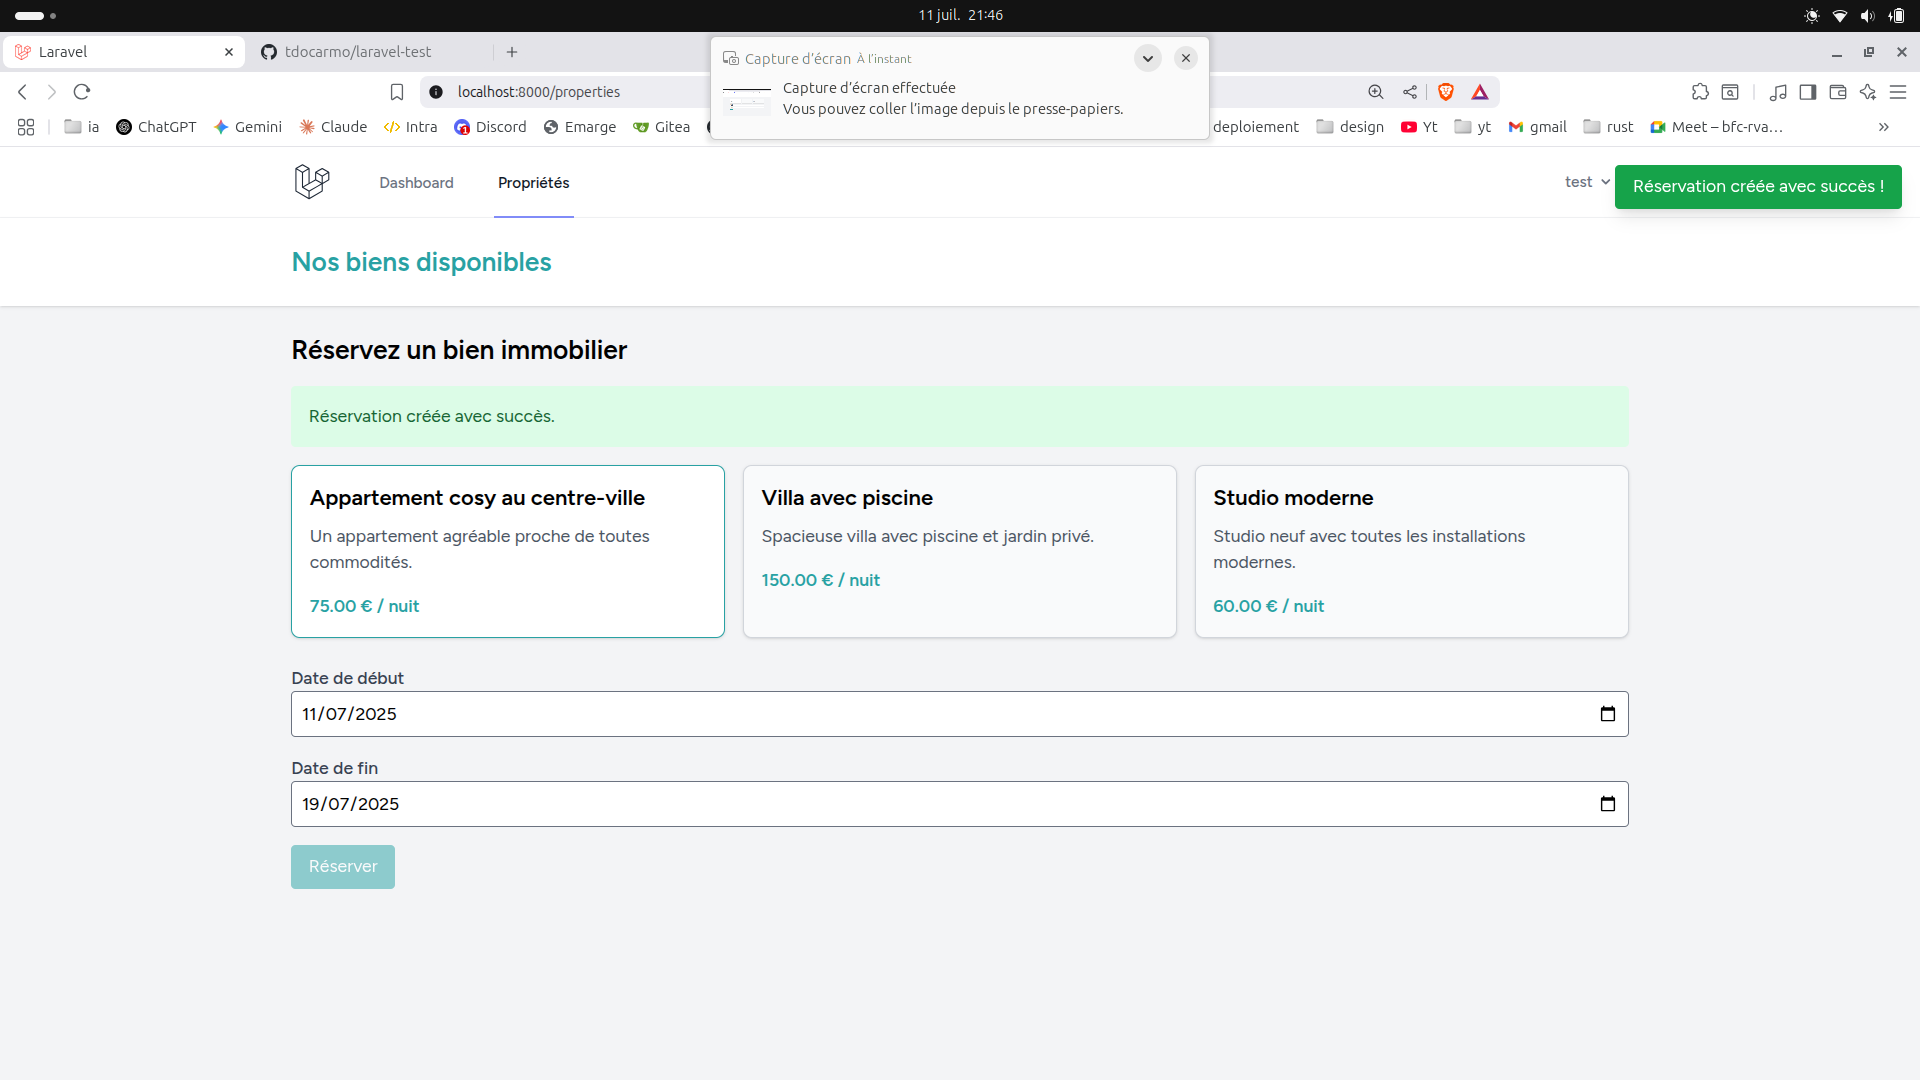 11 juil. 21:46
Laravel
tdocarmo/laravel-test
Capture d'écran À l'instant
Capture d'écran effectuée
Vous pouvez coller l'image depuis le presse-papiers.
localhost:8000/properties
ia
ChatGPT
Gemini
Claude
Intra
1
Discord
Emarge
Gitea
deploiement
design
Yt
yt
gmail
rust
Meet – bfc-rva…
»
Dashboard
Propriétés
test
Réservation créée avec succès !
Nos biens disponibles
Réservez un bien immobilier
Réservation créée avec succès.
Appartement cosy au centre-ville
Un appartement agréable proche de toutes
commodités.
75.00 € / nuit
Villa avec piscine
Spacieuse villa avec piscine et jardin privé.
150.00 € / nuit
Studio moderne
Studio neuf avec toutes les installations
modernes.
60.00 € / nuit
Date de début
11/07/2025
Date de fin
19/07/2025
Réserver